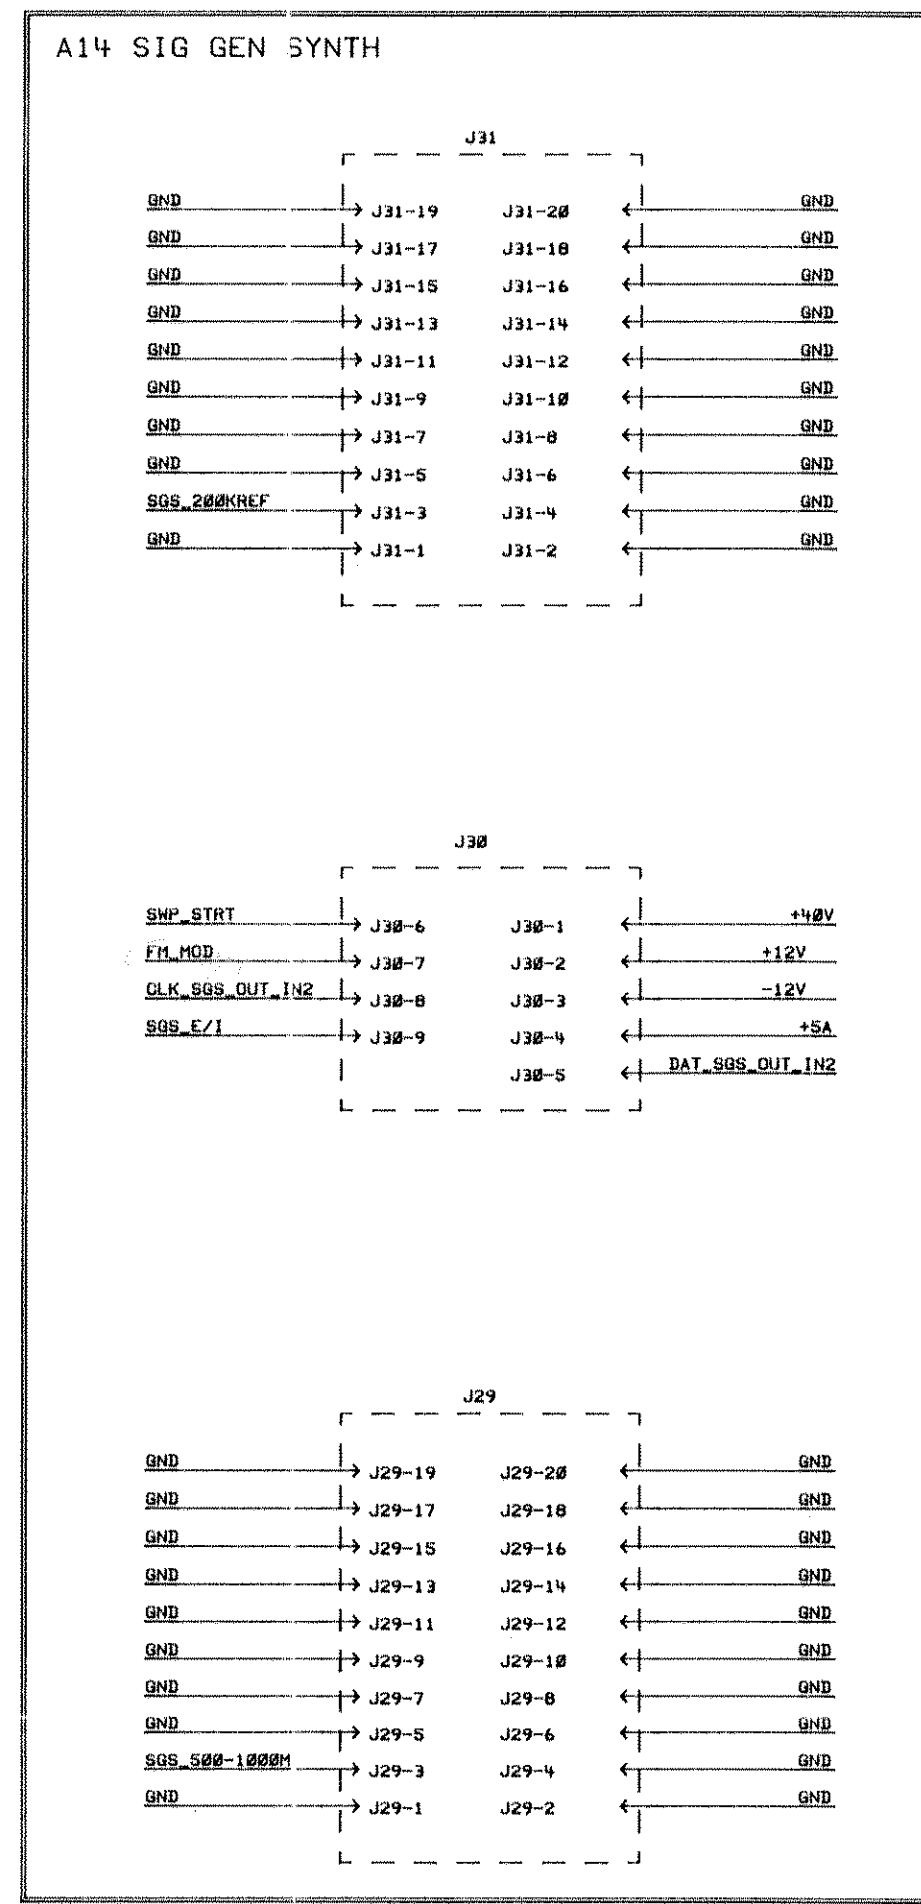 A14 SIG GEN SYNTH
J31
GND J31-19 J31-20 GND
GND J31-17 J31-18 GND
GND J31-15 J31-16 GND
GND J31-13 J31-14 GND
GND J31-11 J31-12 GND
GND J31-9 J31-10 GND
GND J31-7 J31-8 GND
GND J31-5 J31-6 GND
SGS_200KREF J31-3 J31-4 GND
GND J31-1 J31-2 GND
J30
SWP_STRT J30-6 J30-1 +40V
FM_MOD J30-7 J30-2 +12V
CLK_SGS_OUT_IN2 J30-8 J30-3 -12V
SGS_E/I J30-9 J30-4 +5A
J30-5 DAT_SGS_OUT_IN2
J29
GND J29-19 J29-20 GND
GND J29-17 J29-18 GND
GND J29-15 J29-16 GND
GND J29-13 J29-14 GND
GND J29-11 J29-12 GND
GND J29-9 J29-10 GND
GND J29-7 J29-8 GND
GND J29-5 J29-6 GND
SGS_500-1000M J29-3 J29-4 GND
GND J29-1 J29-2 GND